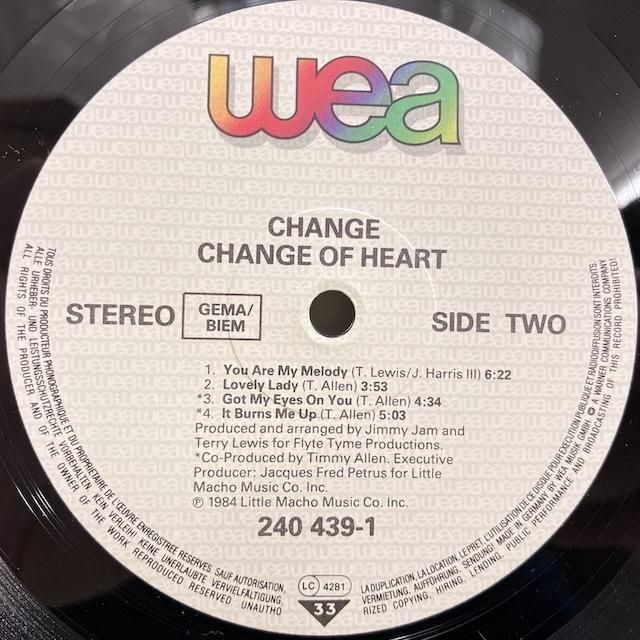 wea
CHANGE
CHANGE OF HEART
STEREO
GEMA/
BIEM
SIDE TWO
1. You Are My Melody (T. Lewis/J. Harris III) 6:22
2. Lovely Lady (T. Allen) 3:53
*3. Got My Eyes On You (T. Allen) 4:34
*4. It Burns Me Up (T. Allen) 5:03
Produced and arranged by Jimmy Jam and
Terry Lewis for Flyte Tyme Productions.
*Co-Produced by Timmy Allen. Executive
Producer: Jacques Fred Petrus for Little
Macho Music Co. Inc.
℗ 1984 Little Macho Music Co. Inc.
240 439-1
LC 4281
33
TOUS DROITS DU PRODUCTEUR PHONOGRAPHIQUE ET DU PROPRIETAIRE DE L'ŒUVRE ENREGISTREE RESERVES. SAUF AUTORISATION, LA DUPLICATION, LA LOCATION, LE PRET, L'UTILISATION DE CE DISQUE POUR EXECUTION PUBLIQUE ET RADIODIFFUSION SONT INTERDITS
ALLE URHEBER- UND LEISTUNGSSCHUTZRECHTE VORBEHALTEN. KEIN VERLEIH! KEINE UNERLAUBTE VERVIELFÄLTIGUNG, VERMIETUNG, AUFFÜHRUNG, SENDUNG. MADE IN GERMANY BY WEA MUSIK GMBH. A WARNER COMMUNICATIONS COMPANY
ALL RIGHTS OF THE PRODUCER AND OF THE OWNER OF THE WORK REPRODUCED RESERVED UNAUTHORIZED COPYING, HIRING, LENDING, PUBLIC PERFORMANCE AND BROADCASTING OF THIS RECORD PROHIBITED!